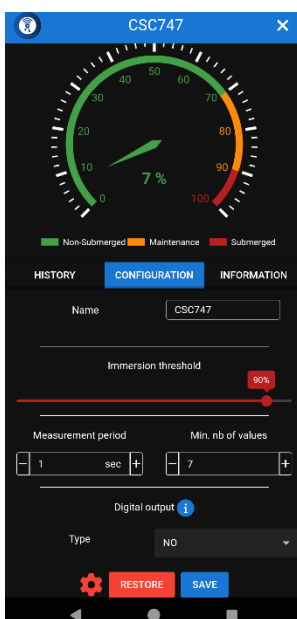 CSC747
50
40
60
30
70
20
80
10
90
7 %
0
100
Non-Submerged Maintenance Submerged
HISTORY CONFIGURATION INFORMATION
Name CSC747
Immersion threshold
90%
Measurement period Min. nb of values
- 1 sec + - 7 +
Digital output i
Type NO
RESTORE SAVE